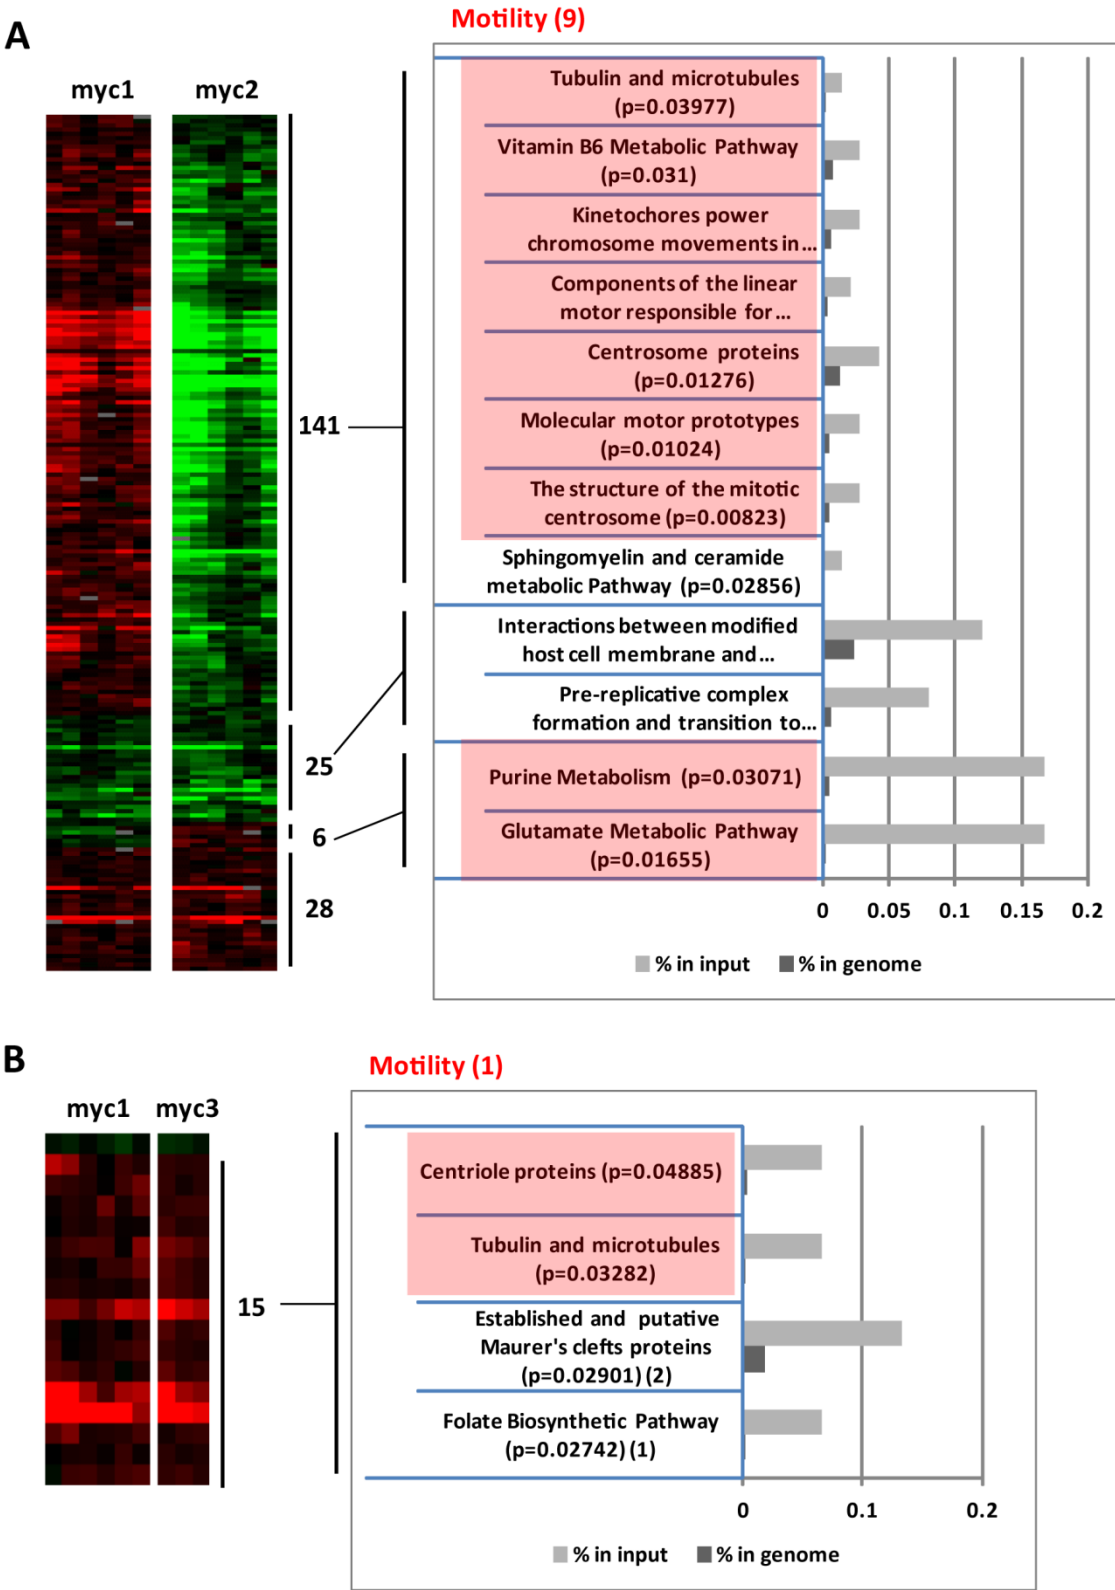 A
Motility (9)
myc1
myc2
141
25
6
28
Tubulin and microtubules
(p=0.03977)
Vitamin B6 Metabolic Pathway
(p=0.031)
Kinetochores power
chromosome movements in...
Components of the linear
motor responsible for...
Centrosome proteins
(p=0.01276)
Molecular motor prototypes
(p=0.01024)
The structure of the mitotic
centrosome (p=0.00823)
Sphingomyelin and ceramide
metabolic Pathway (p=0.02856)
Interactions between modified
host cell membrane and...
Pre-replicative complex
formation and transition to...
Purine Metabolism (p=0.03071)
Glutamate Metabolic Pathway
(p=0.01655)
0 0.05 0.1 0.15 0.2
% in input % in genome
B
Motility (1)
myc1 myc3
15
Centriole proteins (p=0.04885)
Tubulin and microtubules
(p=0.03282)
Established and putative
Maurer's clefts proteins
(p=0.02901) (2)
Folate Biosynthetic Pathway
(p=0.02742) (1)
0 0.1 0.2
% in input % in genome